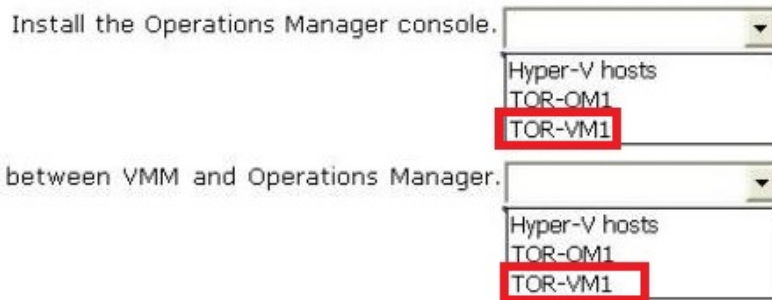 Install the Operations Manager console.
Hyper-V hosts
TOR-OM1
TOR-VM1
between VMM and Operations Manager.
Hyper-V hosts
TOR-OM1
TOR-VM1